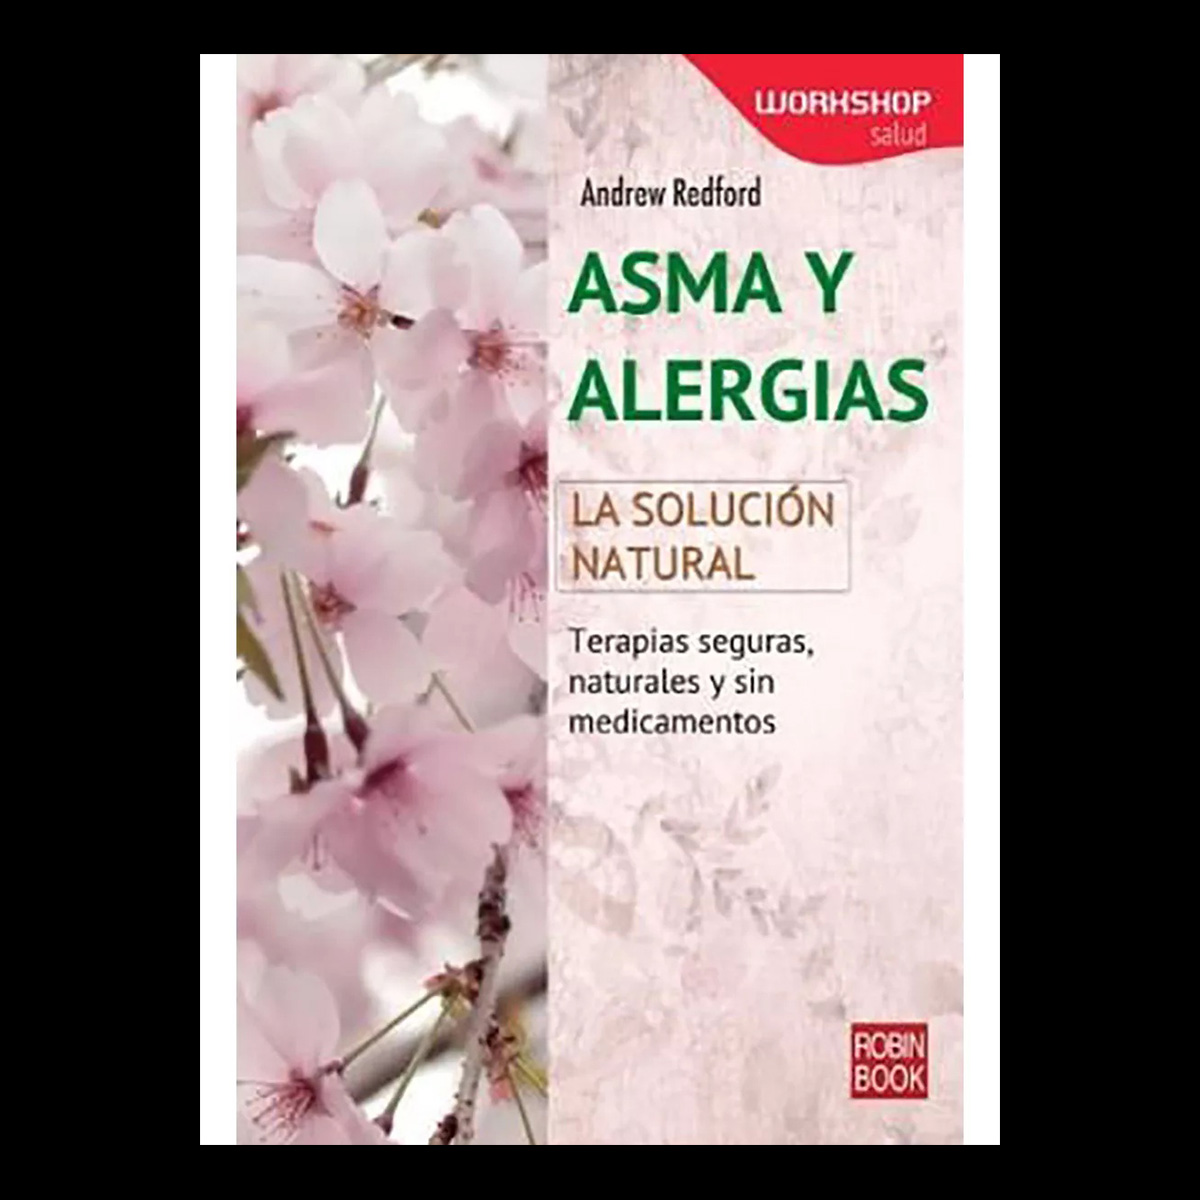 WORKSHOP
salud
Andrew Redford
ASMA Y
ALERGIAS
LA SOLUCIÓN
NATURAL
Terapias seguras,
naturales y sin
medicamentos
ROBIN
BOOK